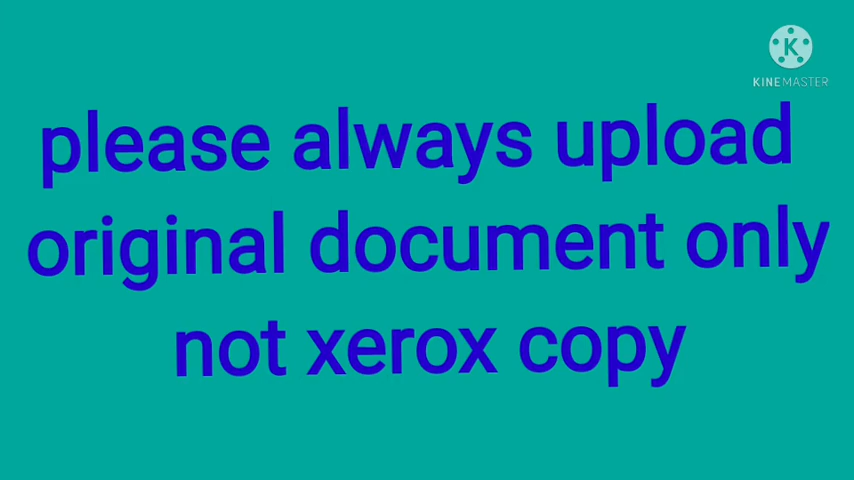 KINEMASTER
please always upload
original document only
not xerox copy